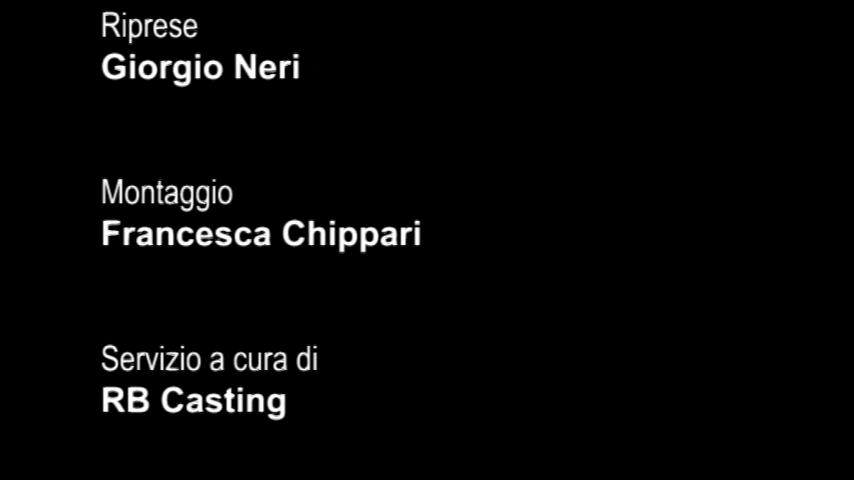 Riprese
Giorgio Neri
Montaggio
Francesca Chippari
Servizio a cura di
RB Casting